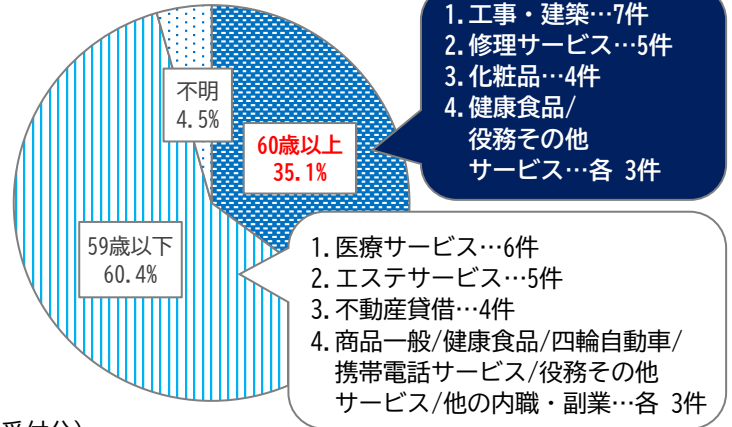 1.工事・建築…7件
2.修理サービス…5件
3.化粧品…4件
4.健康食品/
役務その他
サービス…各 3件
不明
4.5%
60歳以上
35.1%
59歳以下
60.4%
1.医療サービス…6件
2.エステサービス…5件
3.不動産貸借…4件
4.商品一般/健康食品/四輪自動車/
携帯電話サービス/役務その他
サービス/他の内職・副業…各 3件
受付分)